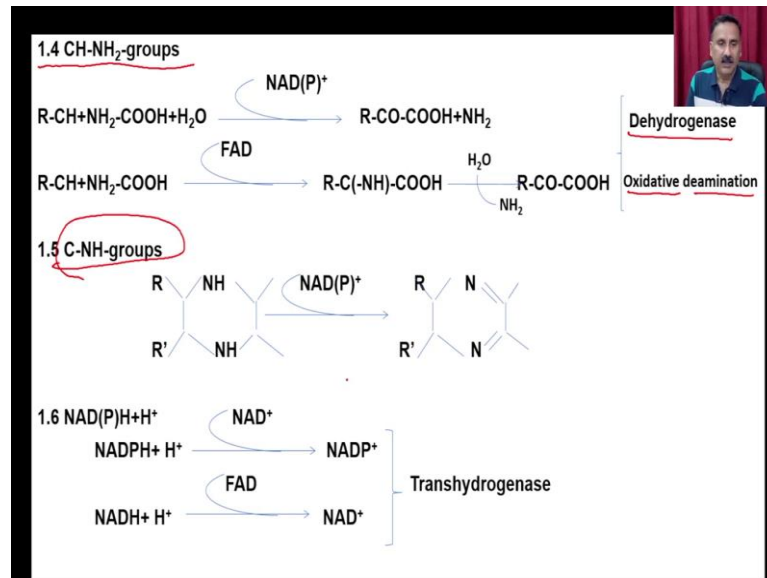 1.4 CH-NH₂-groups
NAD(P)⁺
R-CH+NH₂-COOH+H₂O R-CO-COOH+NH₂
Dehydrogenase
FAD
H₂O
R-CH+NH₂-COOH R-C(-NH)-COOH R-CO-COOH
Oxidative deamination
NH₂
1.5 C-NH-groups
R NH NAD(P)⁺ R N
R' NH R' N
1.6 NAD(P)H+H⁺
NAD⁺
NADPH+ H⁺ NADP⁺
Transhydrogenase
FAD
NADH+ H⁺ NAD⁺